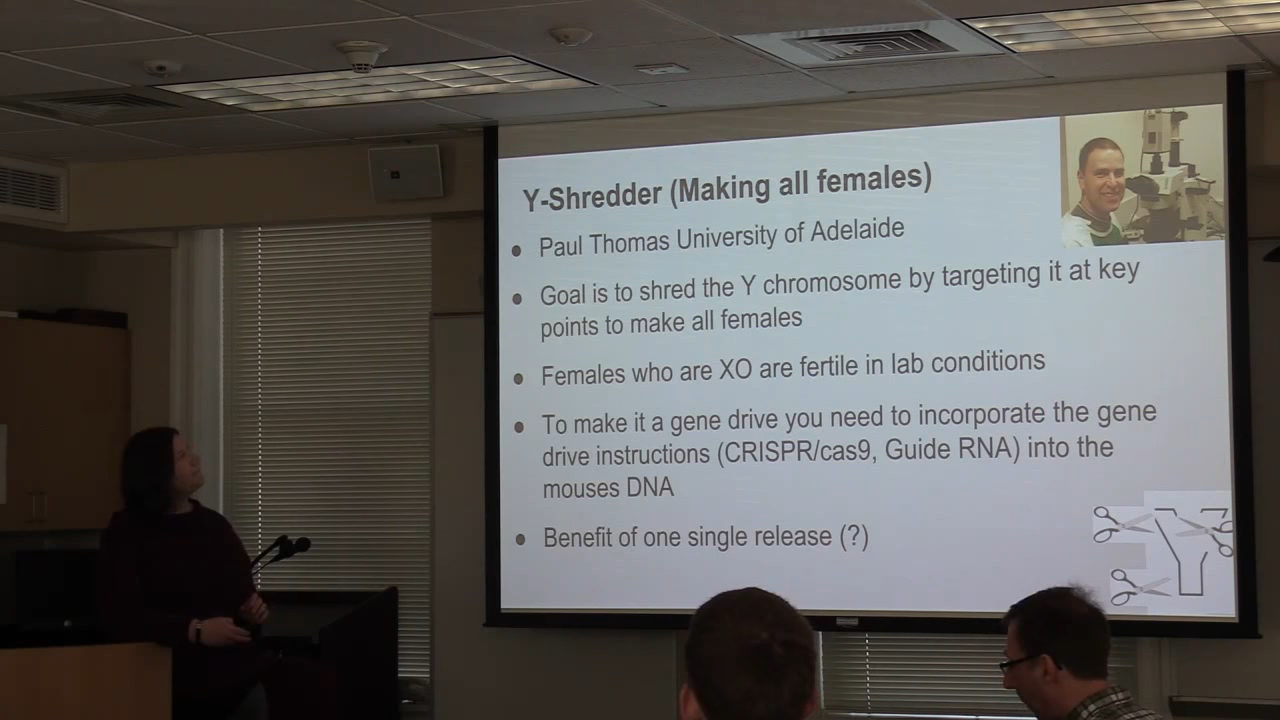 Y-Shredder (Making all females)
Paul Thomas University of Adelaide
Goal is to shred the Y chromosome by targeting it at key
points to make all females
Females who are XO are fertile in lab conditions
To make it a gene drive you need to incorporate the gene
drive instructions (CRISPR/cas9, Guide RNA) into the
mouses DNA
Benefit of one single release (?)